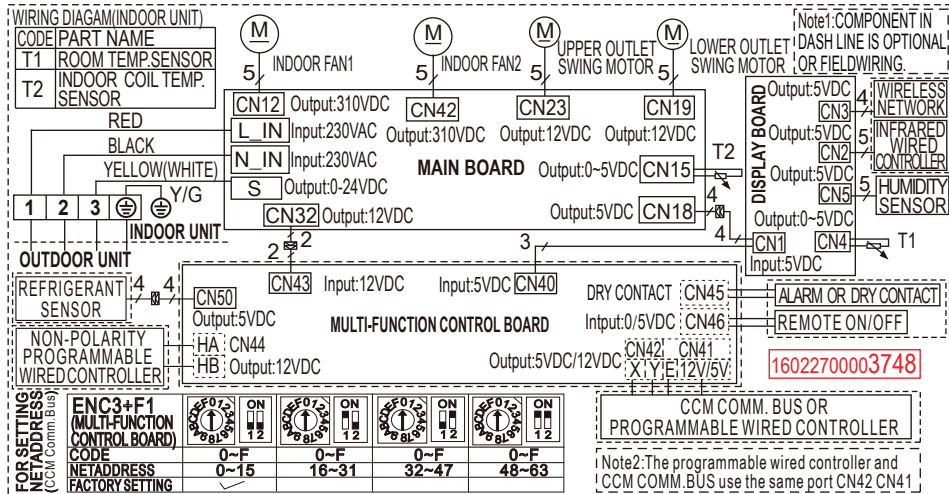 WIRING DIAGAM(INDOOR UNIT)
CODE PART NAME
T1 ROOM TEMP.SENSOR
T2 INDOOR COIL TEMP. SENSOR
M
INDOOR FAN1
5
M
INDOOR FAN2
5
M
UPPER OUTLET
SWING MOTOR
5
M
LOWER OUTLET
SWING MOTOR
5
Note1:COMPONENT IN
DASH LINE IS OPTIONAL
OR FIELDWIRING.
CN12 Output:310VDC
CN42
Output:310VDC
CN23
Output:12VDC
CN19
Output:12VDC
RED
L_IN Input:230VAC
BLACK
N_IN Input:230VAC
YELLOW(WHITE)
S Output:0-24VDC
Y/G
MAIN BOARD
Output:0~5VDC CN15
T2
Output:5VDC CN18
4
4
CN32 Output:12VDC
2
2
1 2 3
INDOOR UNIT
OUTDOOR UNIT
DISPLAY BOARD
Output:5VDC
CN3
4
WIRELESS
NETWORK
Output:5VDC
CN2
5
INFRARED
WIRED
CONTROLLER
Output:5VDC
CN5
5
HUMIDITY
SENSOR
Output:0~5VDC
CN1 CN4
T1
Input:5VDC
3
REFRIGERANT
SENSOR
4 4
CN50
Output:5VDC
CN43 Input:12VDC
Input:5VDC CN40
MULTI-FUNCTION CONTROL BOARD
DRY CONTACT CN45
ALARM OR DRY CONTACT
Intput:0/5VDC CN46
REMOTE ON/OFF
NON-POLARITY
PROGRAMMABLE
WIRED CONTROLLER
HA CN44
HB Output:12VDC
CN42 CN41
Output:5VDC/12VDC X Y E 12V/5V
16022700003748
CCM COMM. BUS OR
PROGRAMMABLE WIRED CONTROLLER
Note2:The programmable wired controller and
CCM COMM.BUS use the same port CN42 CN41
FOR SETTING
NETADDRESS
(CCM Comm.Bus)
ENC3+F1
(MULTI-FUNCTION
CONTROL BOARD)
0123456789ABCDEF ON 1 2
0123456789ABCDEF ON 1 2
0123456789ABCDEF ON 1 2
0123456789ABCDEF ON 1 2
CODE 0~F 0~F 0~F 0~F
NETADDRESS 0~15 16~31 32~47 48~63
FACTORY SETTING ✓